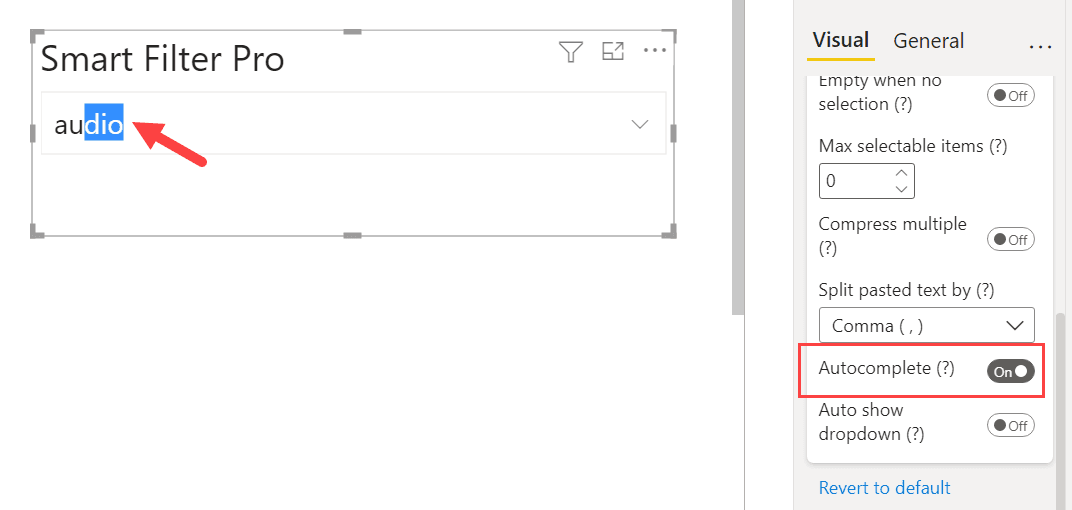 Smart Filter Pro
audio
Visual General
Empty when no
selection (?)
Off
Max selectable items (?)
0
Compress multiple
(?)
Off
Split pasted text by (?)
Comma ( , )
Autocomplete (?)
On
Auto show
dropdown (?)
Off
Revert to default